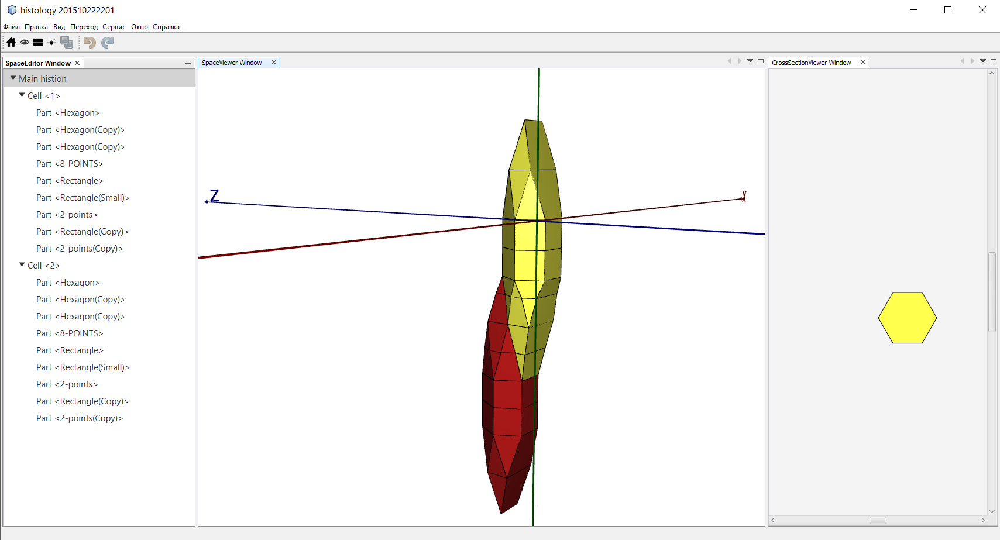 histology 201510222201
Файл Правка Вид Переход Сервис Окно Справка
SpaceEditor Window
Main histion
Cell <1>
Part <Hexagon>
Part <Hexagon(Copy)>
Part <Hexagon(Copy)>
Part <8-POINTS>
Part <Rectangle>
Part <Rectangle(Small)>
Part <2-points>
Part <Rectangle(Copy)>
Part <2-points(Copy)>
Cell <2>
Part <Hexagon>
Part <Hexagon(Copy)>
Part <Hexagon(Copy)>
Part <8-POINTS>
Part <Rectangle>
Part <Rectangle(Small)>
Part <2-points>
Part <Rectangle(Copy)>
Part <2-points(Copy)>
SpaceViewer Window
Z
X
CrossSectionViewer Window